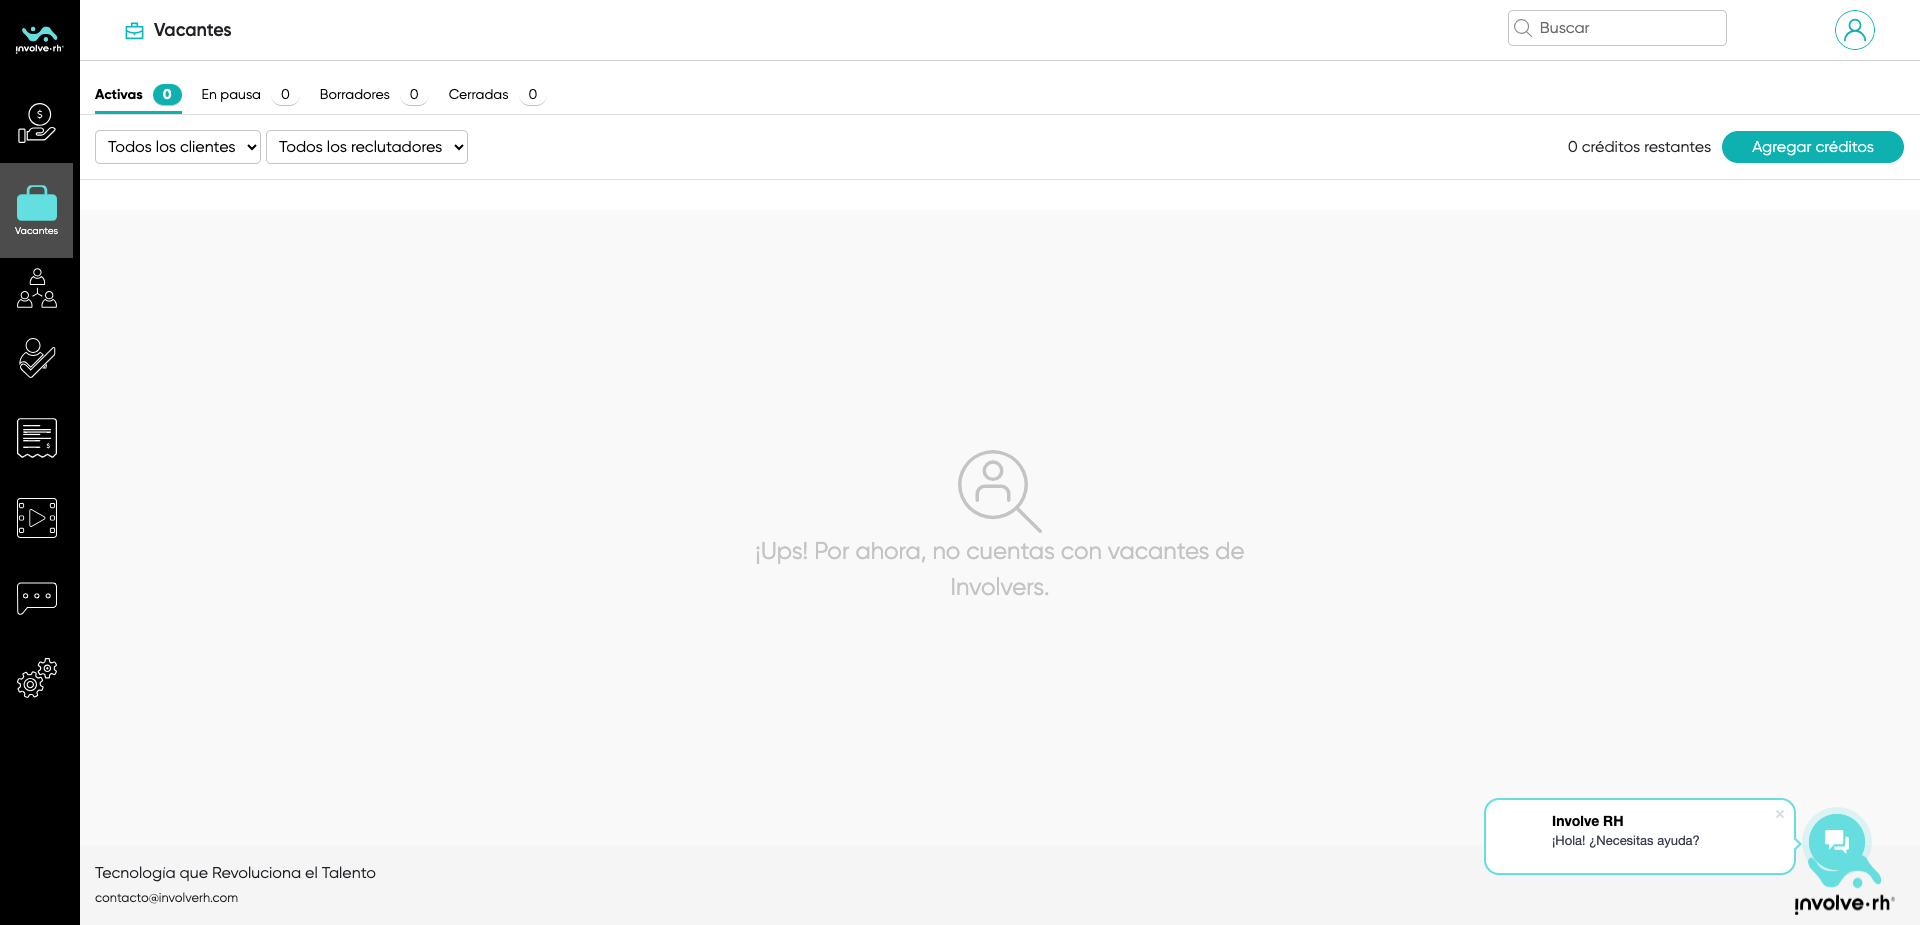 involve·rh®
Vacantes
Buscar
Activas 0 En pausa 0 Borradores 0 Cerradas 0
Todos los clientes Todos los reclutadores 0 créditos restantes Agregar créditos
$
Vacantes
$
¡Ups! Por ahora, no cuentas con vacantes de
Involvers.
Involve RH ×
¡Hola! ¿Necesitas ayuda?
Tecnología que Revoluciona el Talento
contacto@involverh.com
involve·rh®